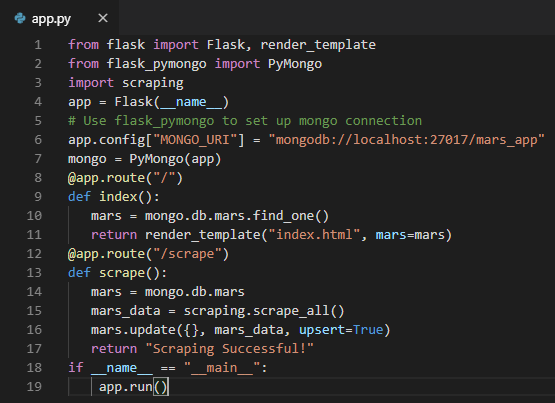 app.py ×
1 from flask import Flask, render_template
2 from flask_pymongo import PyMongo
3 import scraping
4 app = Flask(__name__)
5 # Use flask_pymongo to set up mongo connection
6 app.config["MONGO_URI"] = "mongodb://localhost:27017/mars_app"
7 mongo = PyMongo(app)
8 @app.route("/")
9 def index():
10    mars = mongo.db.mars.find_one()
11    return render_template("index.html", mars=mars)
12 @app.route("/scrape")
13 def scrape():
14    mars = mongo.db.mars
15    mars_data = scraping.scrape_all()
16    mars.update({}, mars_data, upsert=True)
17    return "Scraping Successful!"
18 if __name__ == "__main__":
19     app.run()